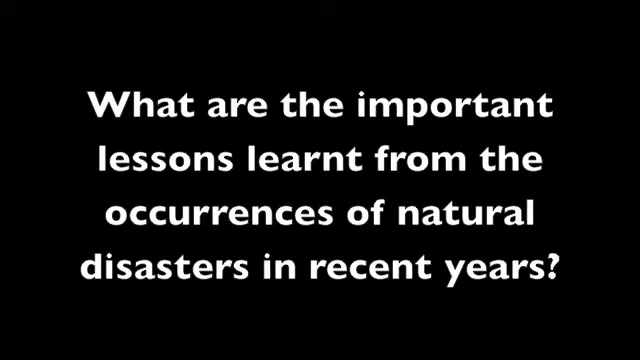 What are the important
lessons learnt from the
occurrences of natural
disasters in recent years?